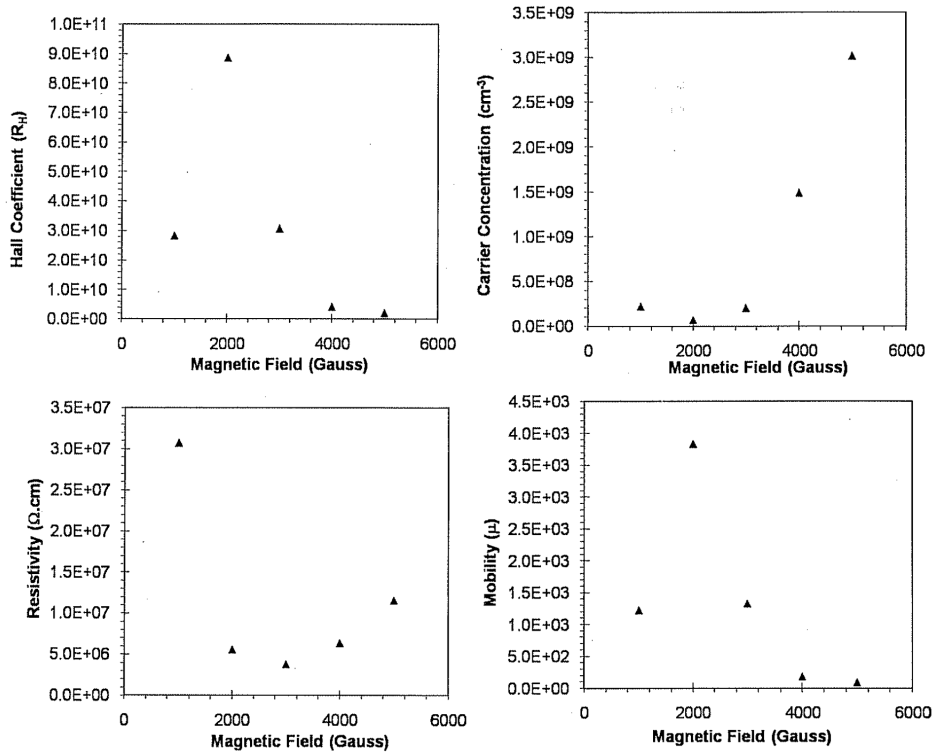 1.0E+11
9.0E+10
8.0E+10
7.0E+10
6.0E+10
5.0E+10
4.0E+10
3.0E+10
2.0E+10
1.0E+10
0.0E+00
Hall Coefficient (R_H)
0 2000 4000 6000
Magnetic Field (Gauss)
3.5E+09
3.0E+09
2.5E+09
2.0E+09
1.5E+09
1.0E+09
5.0E+08
0.0E+00
Carrier Concentration (cm⁻³)
0 2000 4000 6000
Magnetic Field (Gauss)
3.5E+07
3.0E+07
2.5E+07
2.0E+07
1.5E+07
1.0E+07
5.0E+06
0.0E+00
Resistivity (Ω.cm)
0 2000 4000 6000
Magnetic Field (Gauss)
4.5E+03
4.0E+03
3.5E+03
3.0E+03
2.5E+03
2.0E+03
1.5E+03
1.0E+03
5.0E+02
0.0E+00
Mobility (μ)
0 2000 4000 6000
Magnetic Field (Gauss)